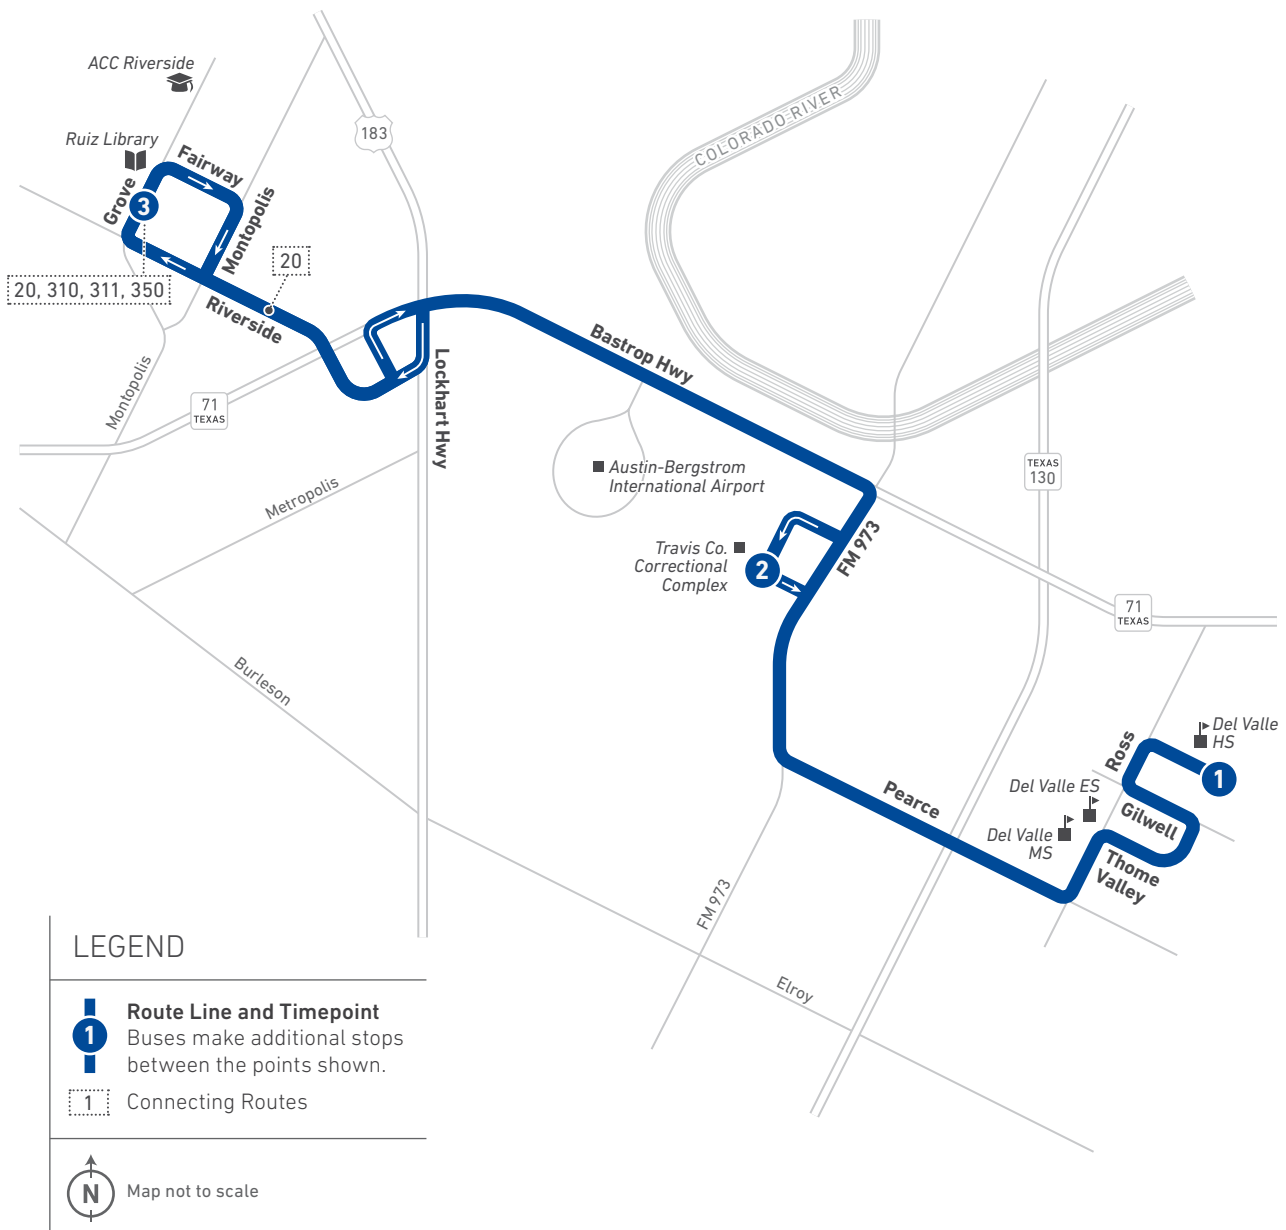 ACC Riverside
Ruiz Library
Fairway
Grove
3
Montopolis
20
20, 310, 311, 350
Riverside
183
COLORADO RIVER
Bastrop Hwy
Lockhart Hwy
Montopolis
71
TEXAS
Metropolis
Austin-Bergstrom
International Airport
TEXAS
130
FM 973
Travis Co.
Correctional
Complex
2
71
TEXAS
Burleson
Del Valle
HS
Ross
1
Del Valle ES
Gilwell
Del Valle
MS
Pearce
Thome
Valley
FM 973
Elroy
LEGEND
Route Line and Timepoint
1
Buses make additional stops
between the points shown.
1
Connecting Routes
N
Map not to scale